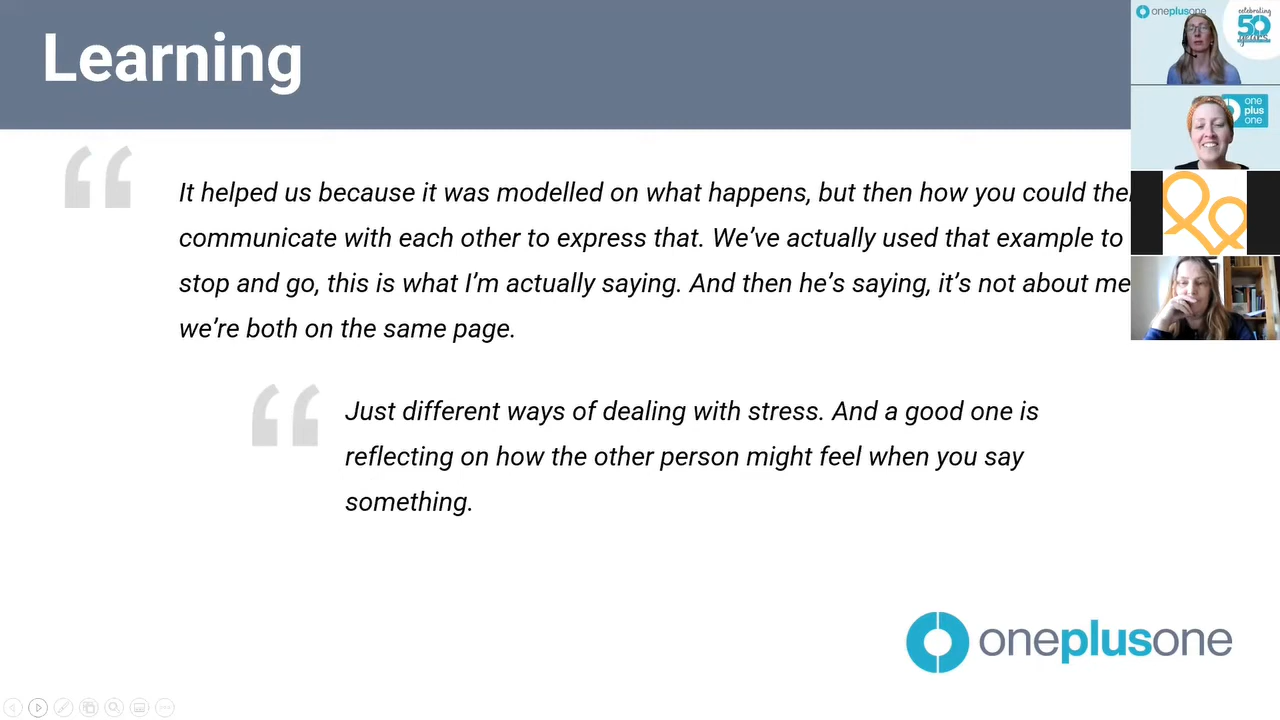 Learning
It helped us because it was modelled on what happens, but then how you could
communicate with each other to express that. We’ve actually used that example to
stop and go, this is what I’m actually saying. And then he’s saying, it’s not about me
we’re both on the same page.
Just different ways of dealing with stress. And a good one is
reflecting on how the other person might feel when you say
something.
oneplusone
oneplusone
celebrating
50
years
one
plus
one